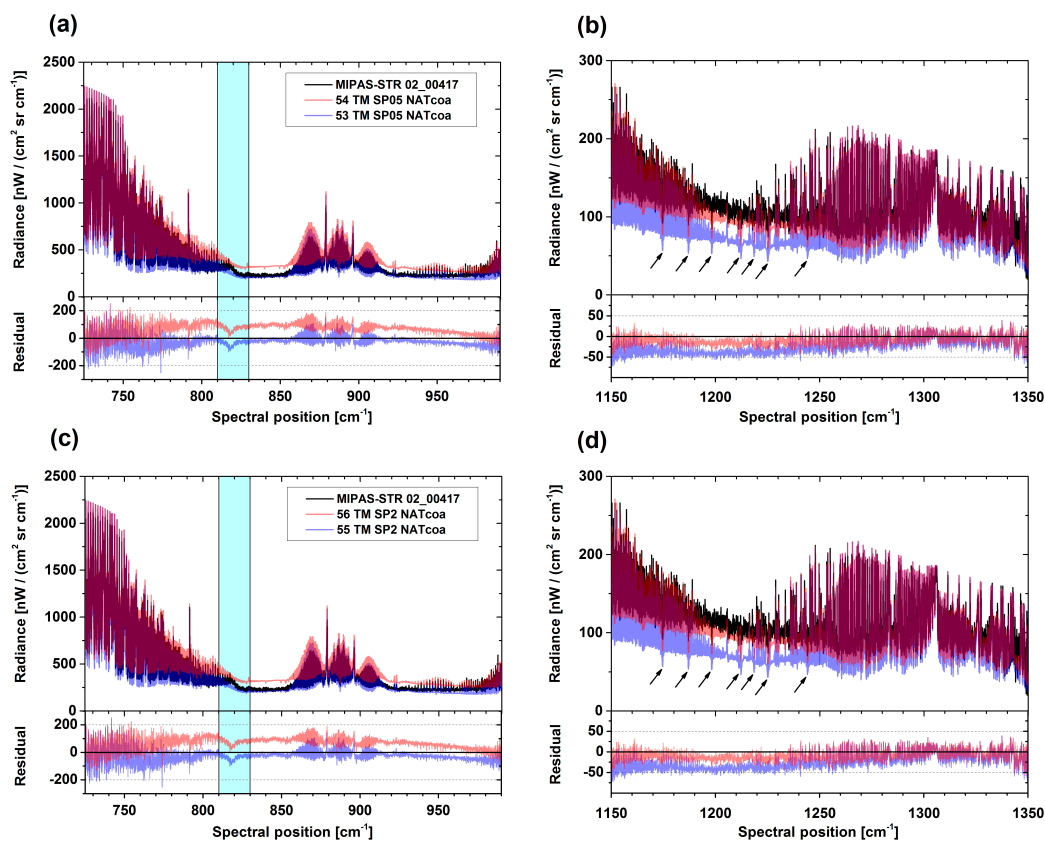 (a)
Radiance [nW / (cm² sr cm⁻¹)]
2500
2000
1500
1000
500
0
MIPAS-STR 02_00417
54 TM SP05 NATcoa
53 TM SP05 NATcoa
Residual
200
0
-200
750 800 850 900 950
Spectral position [cm⁻¹]
(b)
Radiance [nW / (cm² sr cm⁻¹)]
300
200
100
0
Residual
50
0
-50
1150 1200 1250 1300 1350
Spectral position [cm⁻¹]
(c)
Radiance [nW / (cm² sr cm⁻¹)]
2500
2000
1500
1000
500
0
MIPAS-STR 02_00417
56 TM SP2 NATcoa
55 TM SP2 NATcoa
Residual
200
0
-200
750 800 850 900 950
Spectral position [cm⁻¹]
(d)
Radiance [nW / (cm² sr cm⁻¹)]
300
200
100
0
Residual
50
0
-50
1150 1200 1250 1300 1350
Spectral position [cm⁻¹]